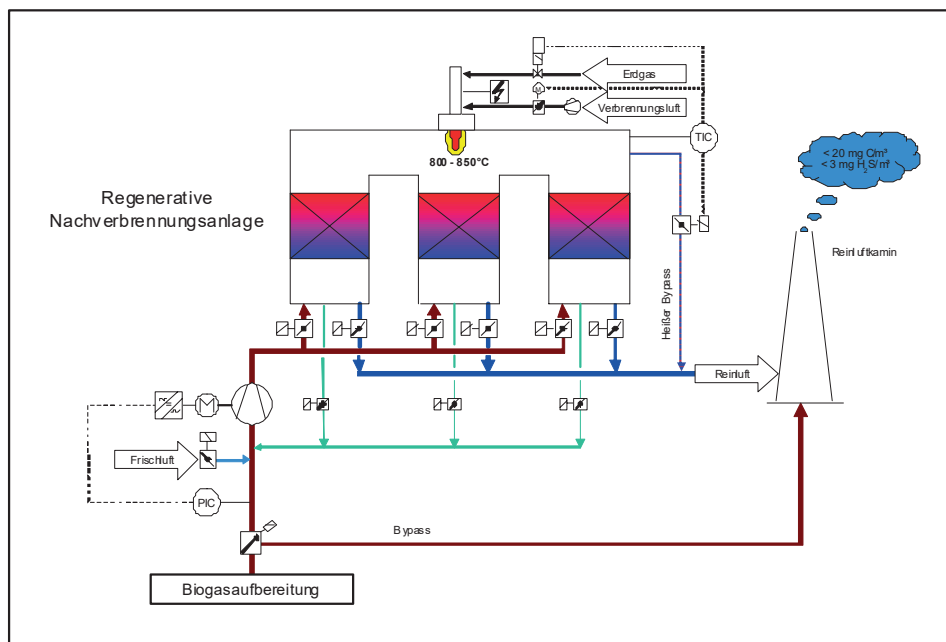 Erdgas
M
Verbrennungsluft
TIC
800 - 850°C
< 20 mg C/m³
< 3 mg H₂S/m³
Regenerative
Nachverbrennungsanlage
Reinluftkamin
Heißer Bypass
Reinluft
M
Frischluft
PIC
Bypass
Biogasaufbereitung